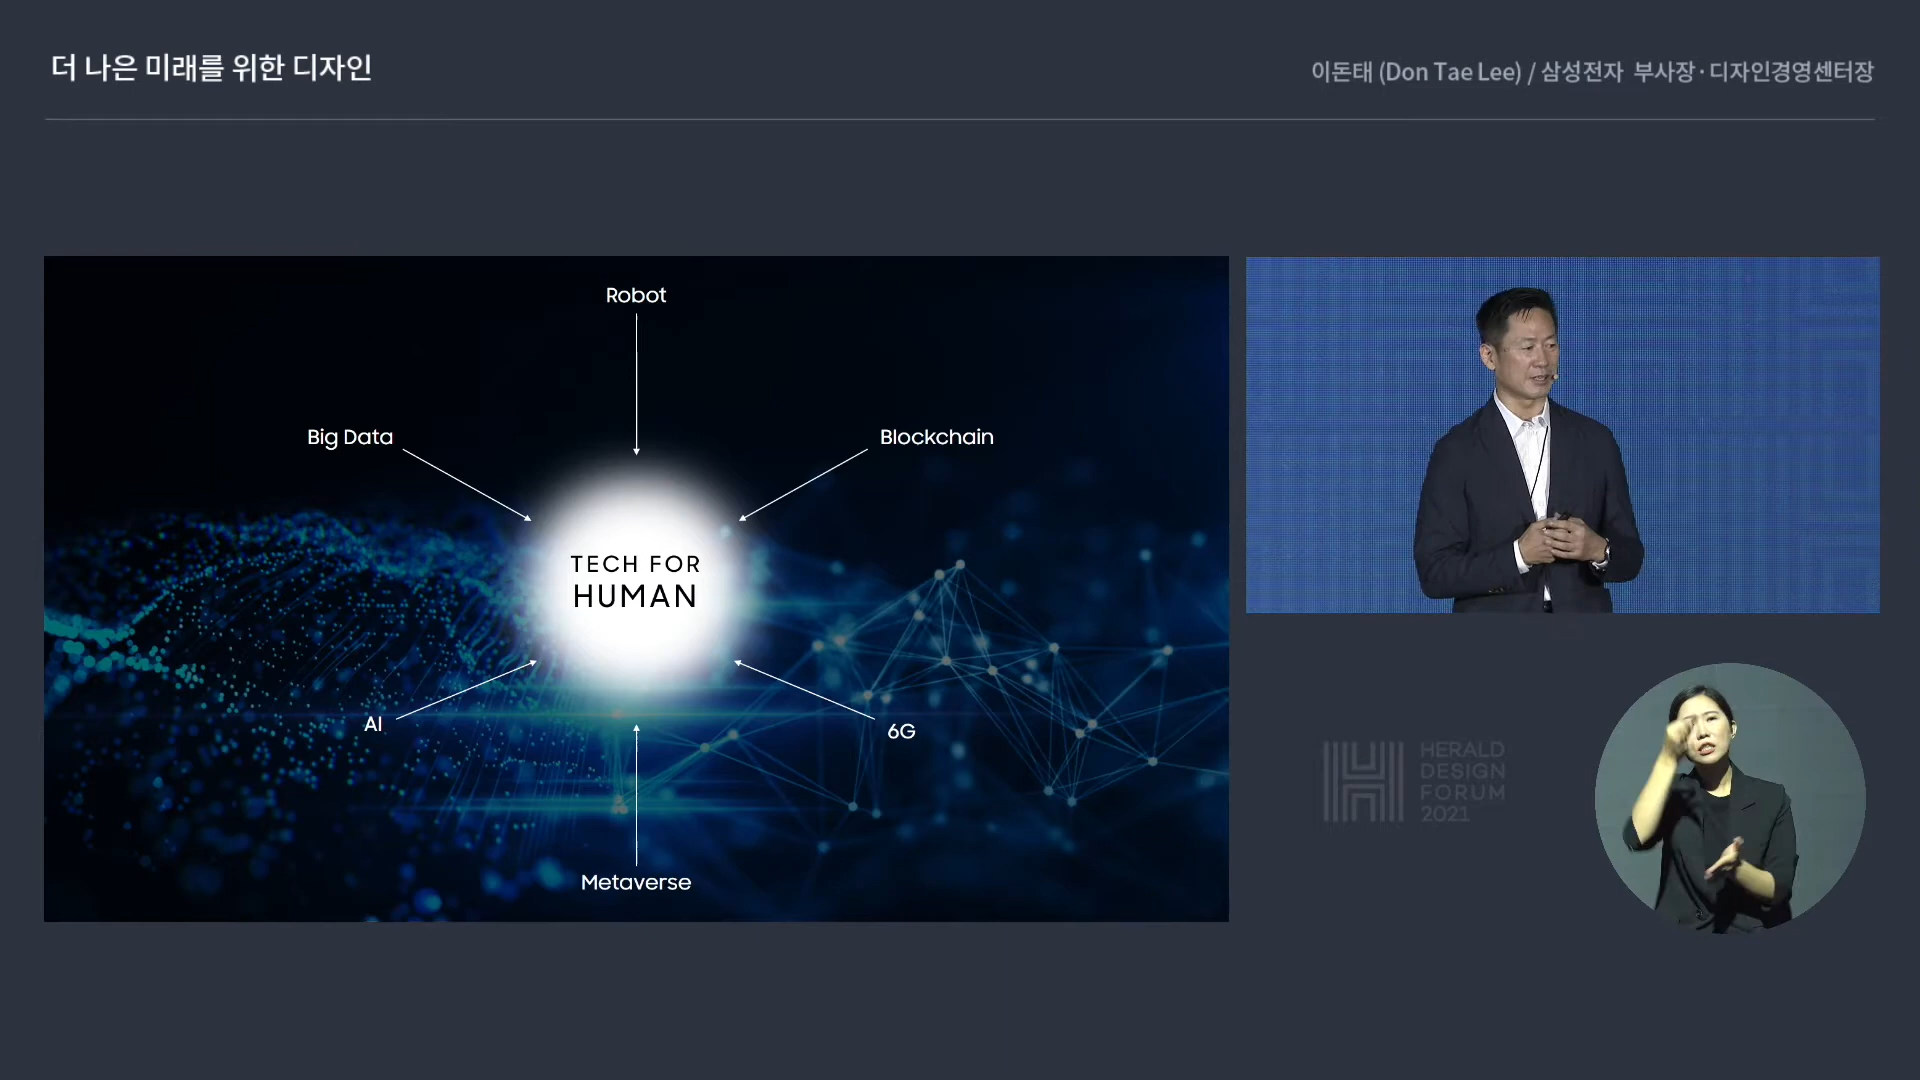 더 나은 미래를 위한 디자인
이돈태 (Don Tae Lee) / 삼성전자 부사장·디자인경영센터장
Robot
Big Data
Blockchain
TECH FOR
HUMAN
AI
6G
Metaverse
HERALD
DESIGN
FORUM
2021